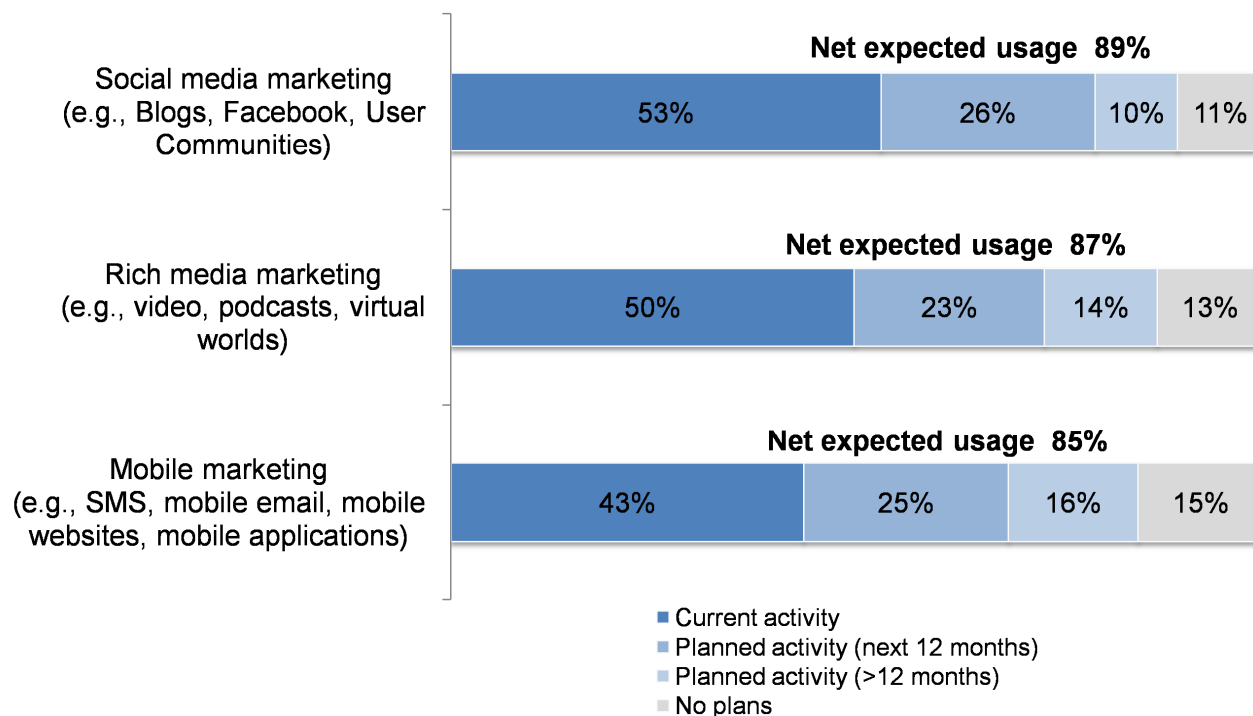 Net expected usage 89%
Social media marketing
(e.g., Blogs, Facebook, User
Communities)
53% 26% 10% 11%
Net expected usage 87%
Rich media marketing
(e.g., video, podcasts, virtual
worlds)
50% 23% 14% 13%
Net expected usage 85%
Mobile marketing
(e.g., SMS, mobile email, mobile
websites, mobile applications)
43% 25% 16% 15%
Current activity
Planned activity (next 12 months)
Planned activity (>12 months)
No plans